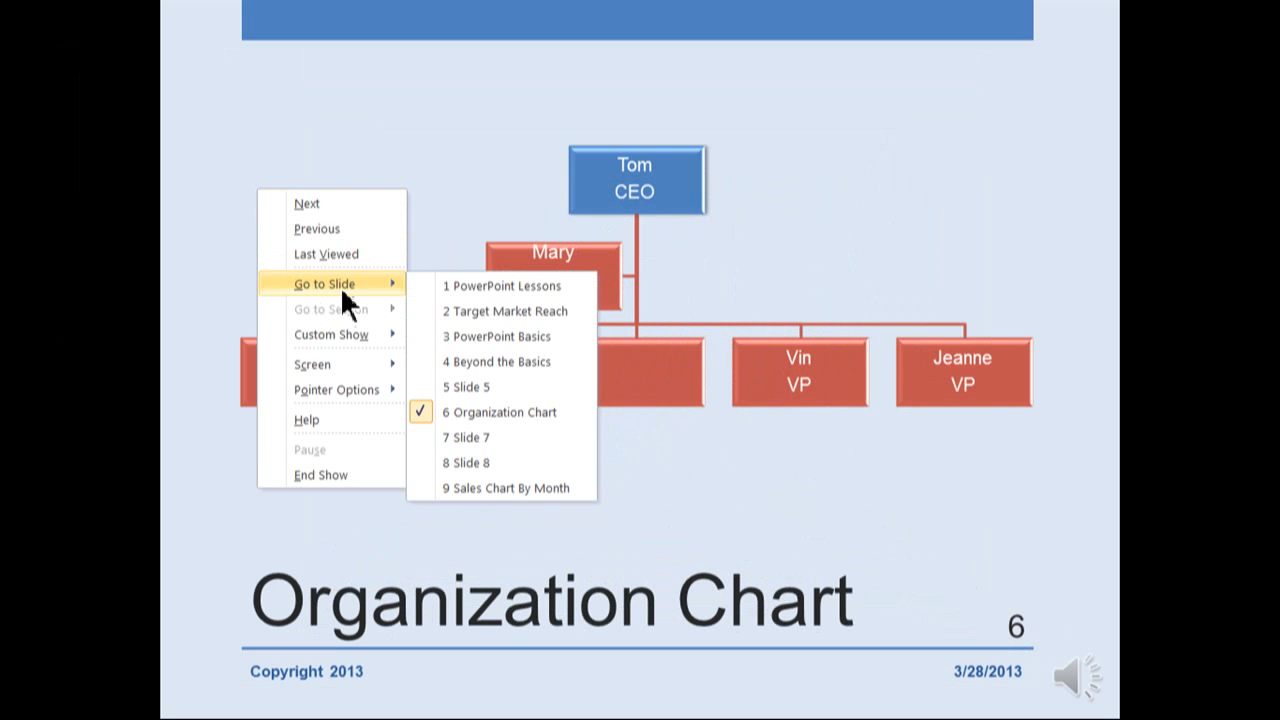 Tom
CEO
Mary
Vin
VP
Jeanne
VP
Next
Previous
Last Viewed
Go to Slide
Custom Show
Screen
Pointer Options
Help
Pause
End Show
1 PowerPoint Lessons
2 Target Market Reach
3 PowerPoint Basics
4 Beyond the Basics
5 Slide 5
6 Organization Chart
7 Slide 7
8 Slide 8
9 Sales Chart By Month
Organization Chart
6
Copyright 2013
3/28/2013